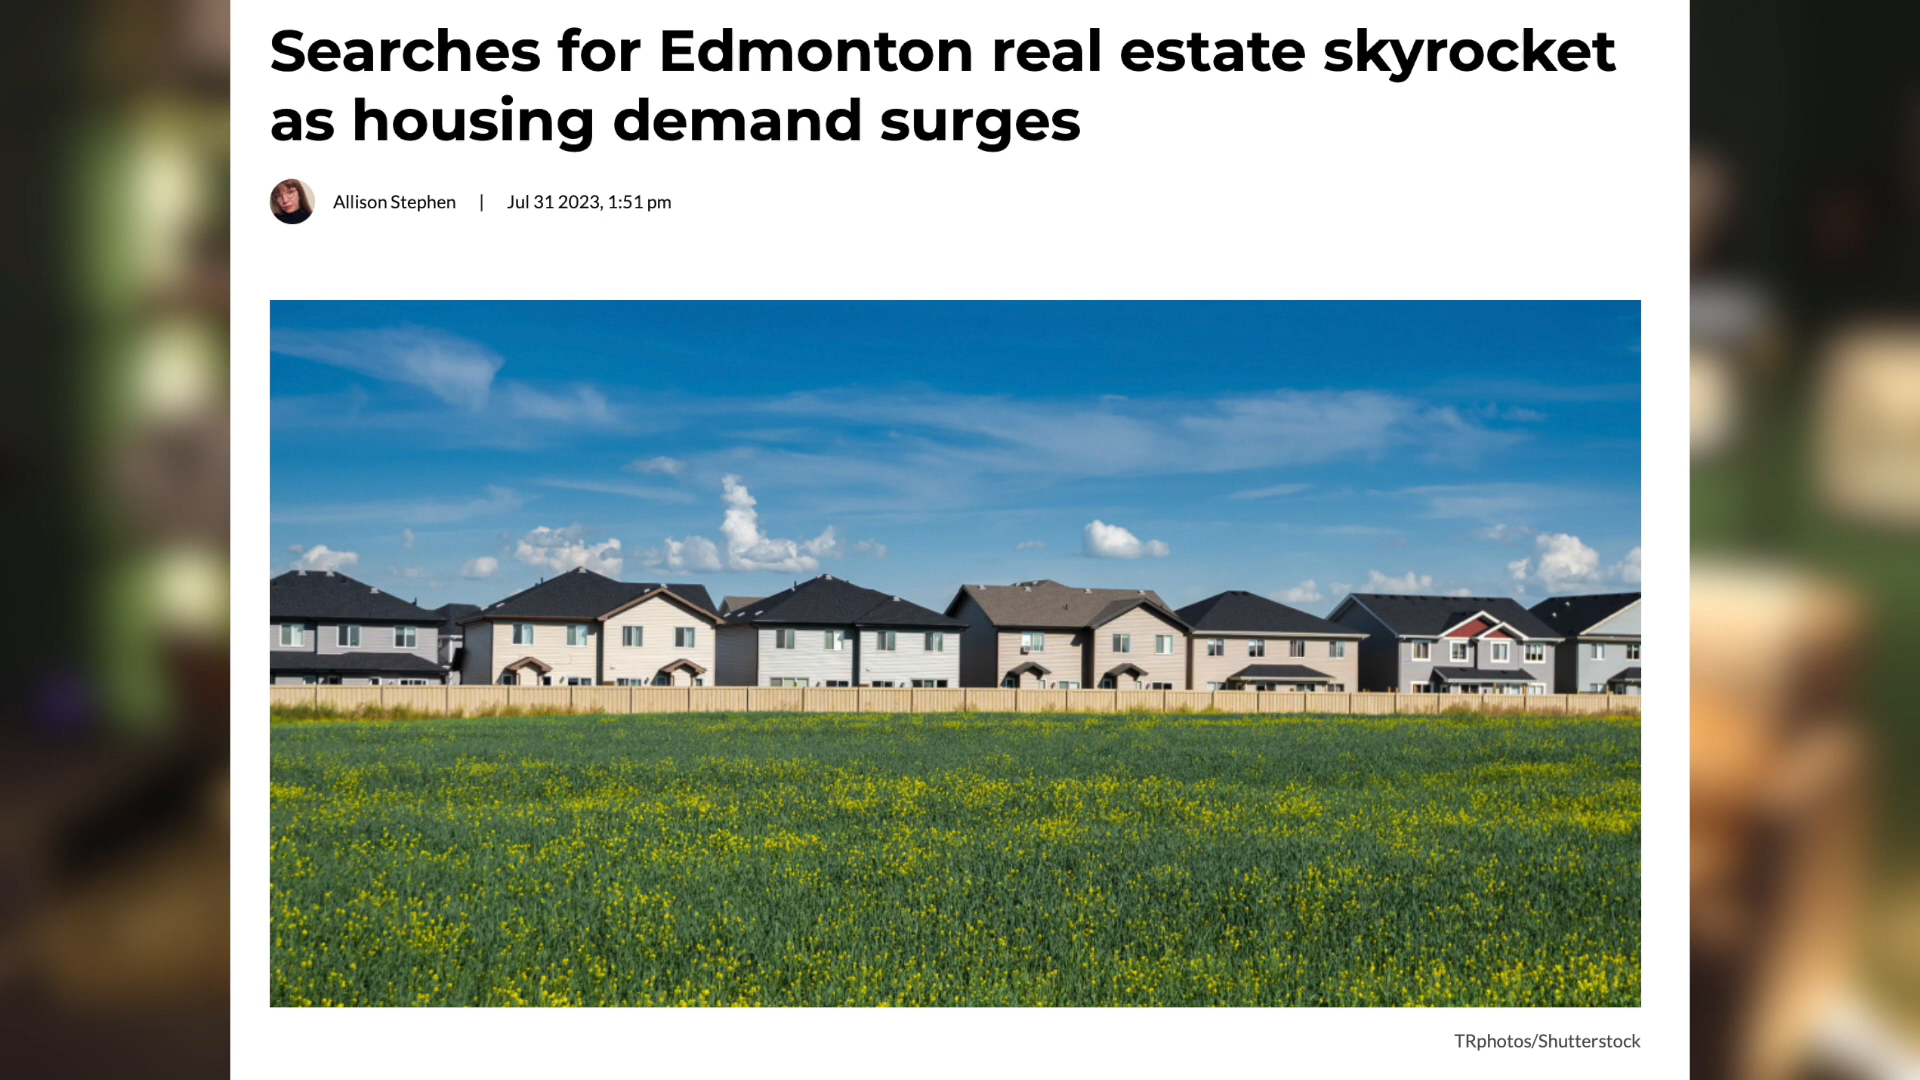 Searches for Edmonton real estate skyrocket
as housing demand surges
Allison Stephen | Jul 31 2023, 1:51 pm
TRphotos/Shutterstock